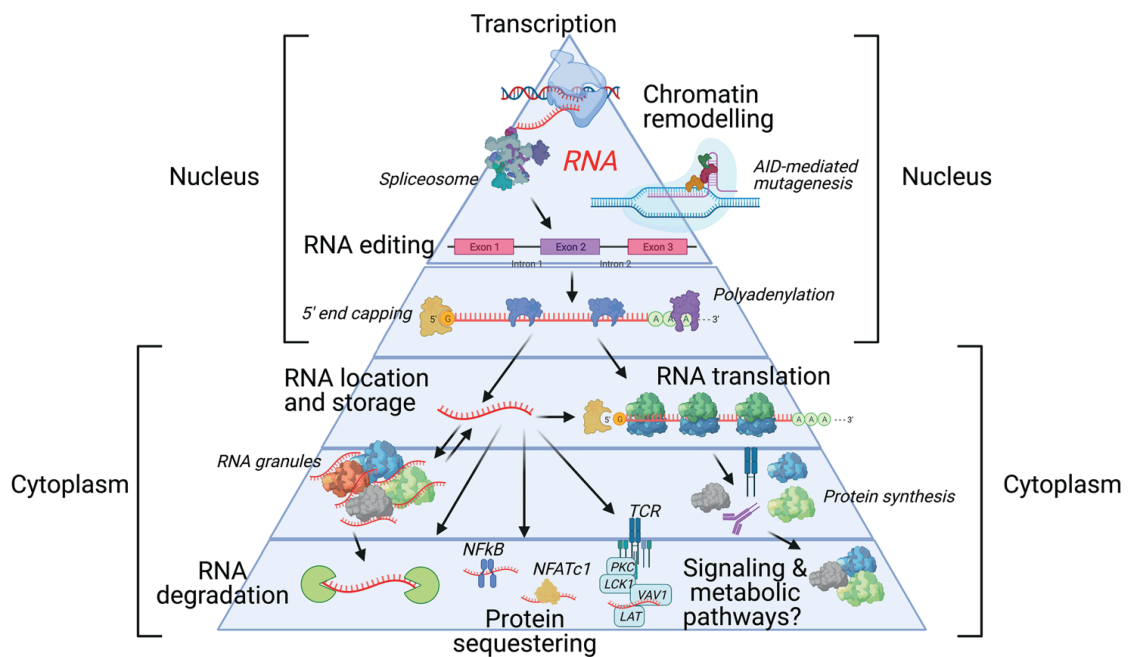 Transcription
Chromatin
remodelling
Nucleus
Nucleus
Spliceosome
RNA
AID-mediated
mutagenesis
RNA editing
Exon 1
Exon 2
Exon 3
Intron 1
Intron 2
5' end capping
Polyadenylation
5'
G
A
A
A
3'
RNA location
and storage
RNA translation
5'
G
A
A
A
3'
RNA granules
Cytoplasm
Cytoplasm
Protein synthesis
TCR
NFkB
NFATc1
PKC
LCK1
VAV1
LAT
RNA
degradation
Protein
sequestering
Signaling &
metabolic
pathways?